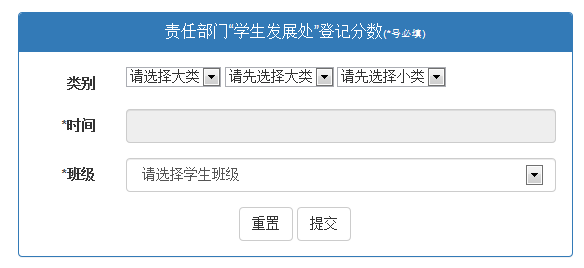 责任部门“学生发展处”登记分数(*号必填)
类别 请选择大类 请先选择大类 请先选择小类
*时间
*班级 请选择学生班级
重置 提交